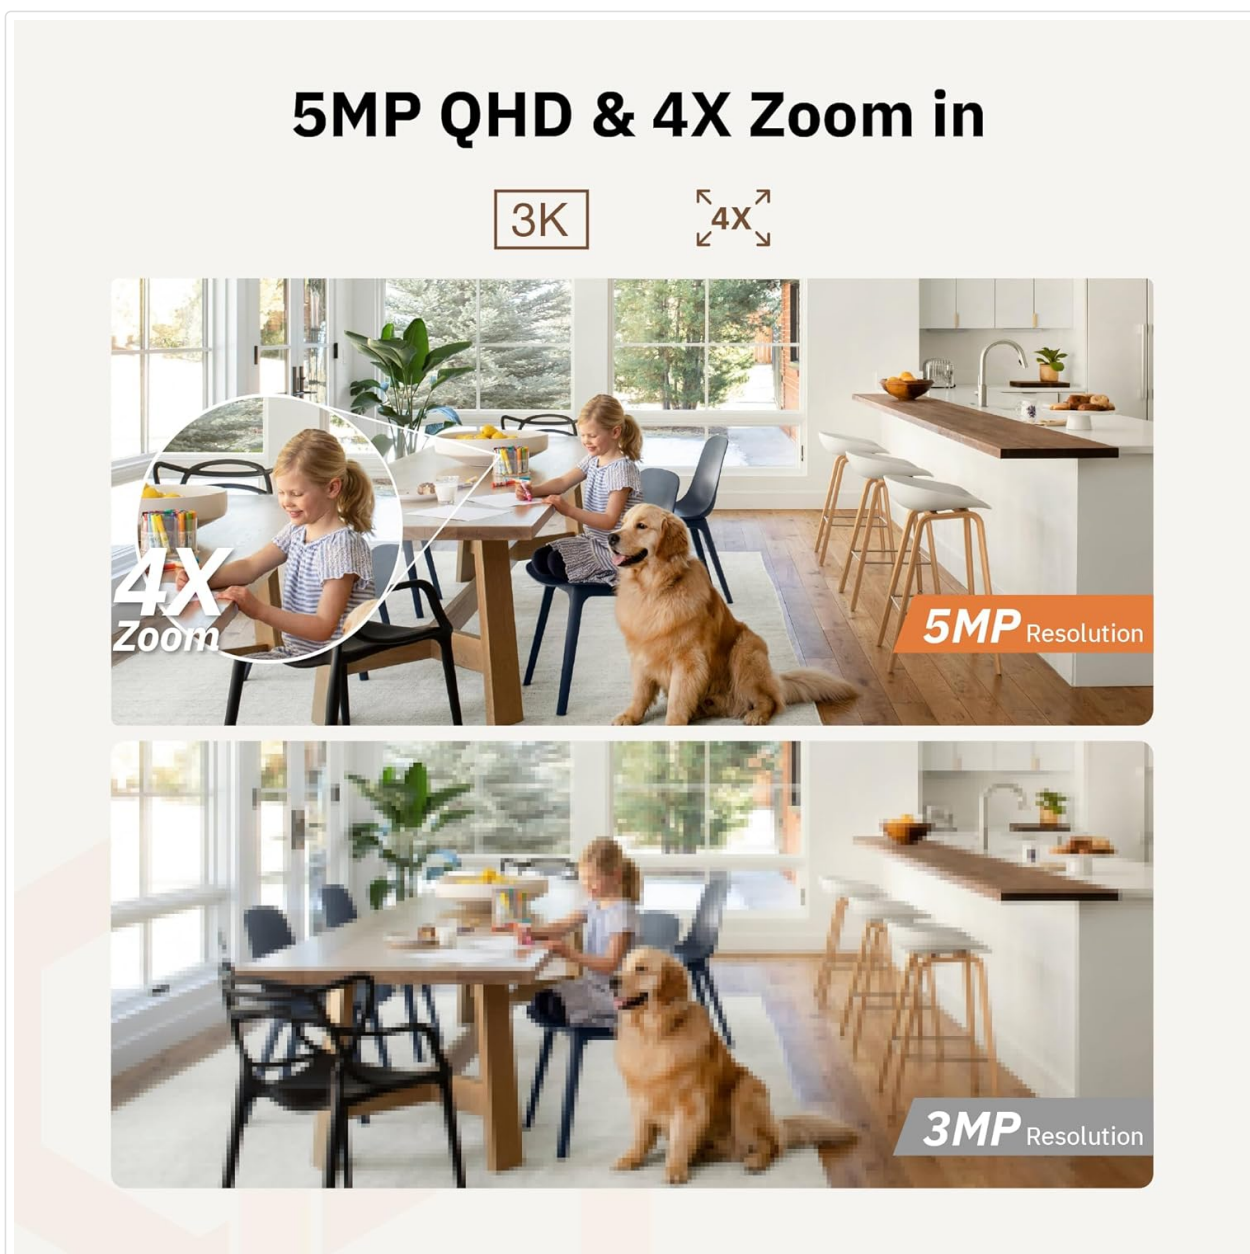 5MP QHD & 4X Zoom in
3K
4X
4X
Zoom
5MP Resolution
3MP Resolution